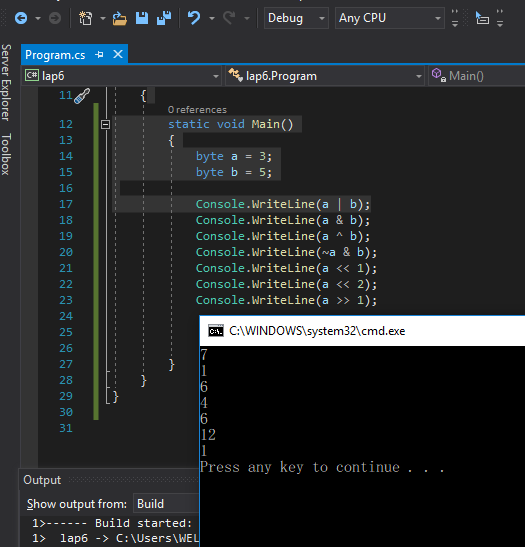 Debug Any CPU
Server Explorer
Toolbox
Program.cs
C# lap6 lap6.Program Main()
11 {
0 references
12 static void Main()
13 {
14 byte a = 3;
15 byte b = 5;
16
17 Console.WriteLine(a | b);
18 Console.WriteLine(a & b);
19 Console.WriteLine(a ^ b);
20 Console.WriteLine(~a & b);
21 Console.WriteLine(a << 1);
22 Console.WriteLine(a << 2);
23 Console.WriteLine(a >> 1);
24
25
26
27 }
28 }
29 }
30
31
C:\WINDOWS\system32\cmd.exe
7
1
6
4
6
12
1
Press any key to continue . . .
Output
Show output from: Build
1>------ Build started:
1> lap6 -> C:\Users\WEL